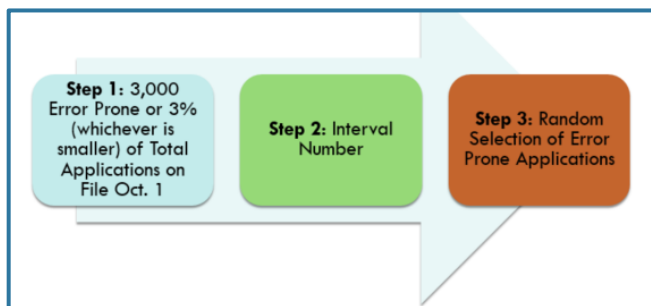 Step 1: 3,000
Error Prone or 3%
(whichever is
smaller) of Total
Applications on
File Oct. 1
Step 2: Interval
Number
Step 3: Random
Selection of Error
Prone Applications